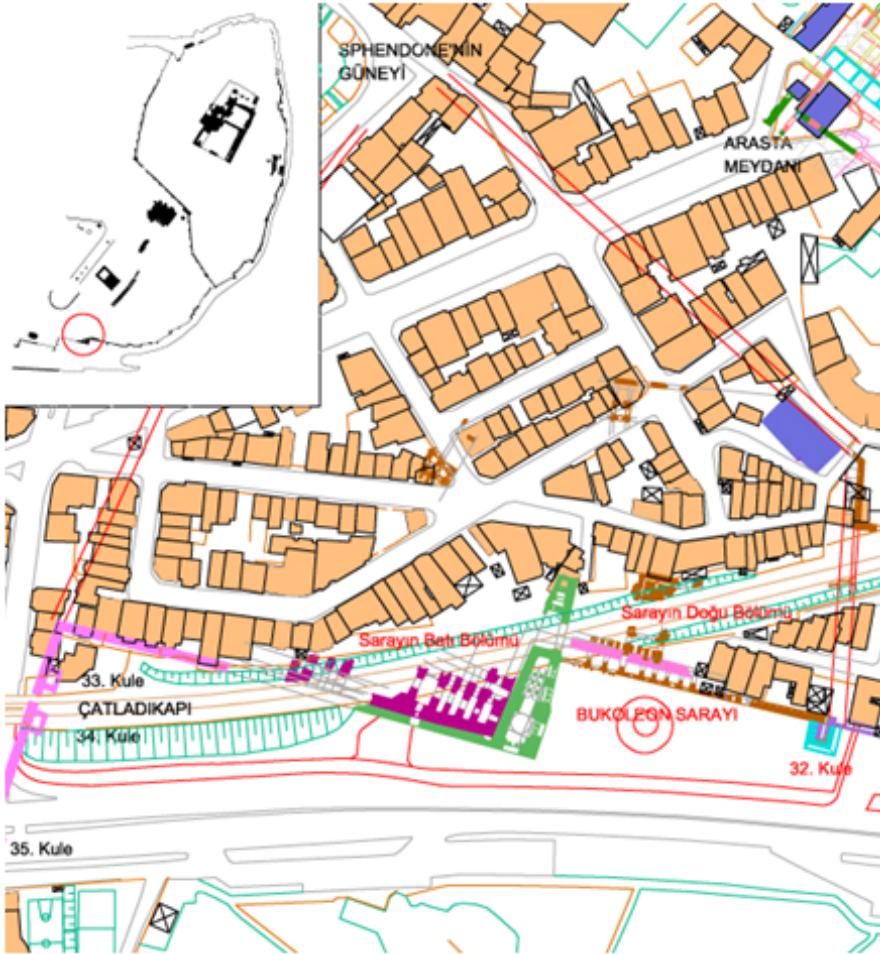 SPHENDONE'NİN
GÜNEYİ
ARASTA
MEYDANI
Sarayın Doğu Bölümü
Sarayın Batı Bölümü
33. Kule
ÇATLADIKAPI
34. Kule
BUKOLEON SARAYI
32. Kule
35. Kule